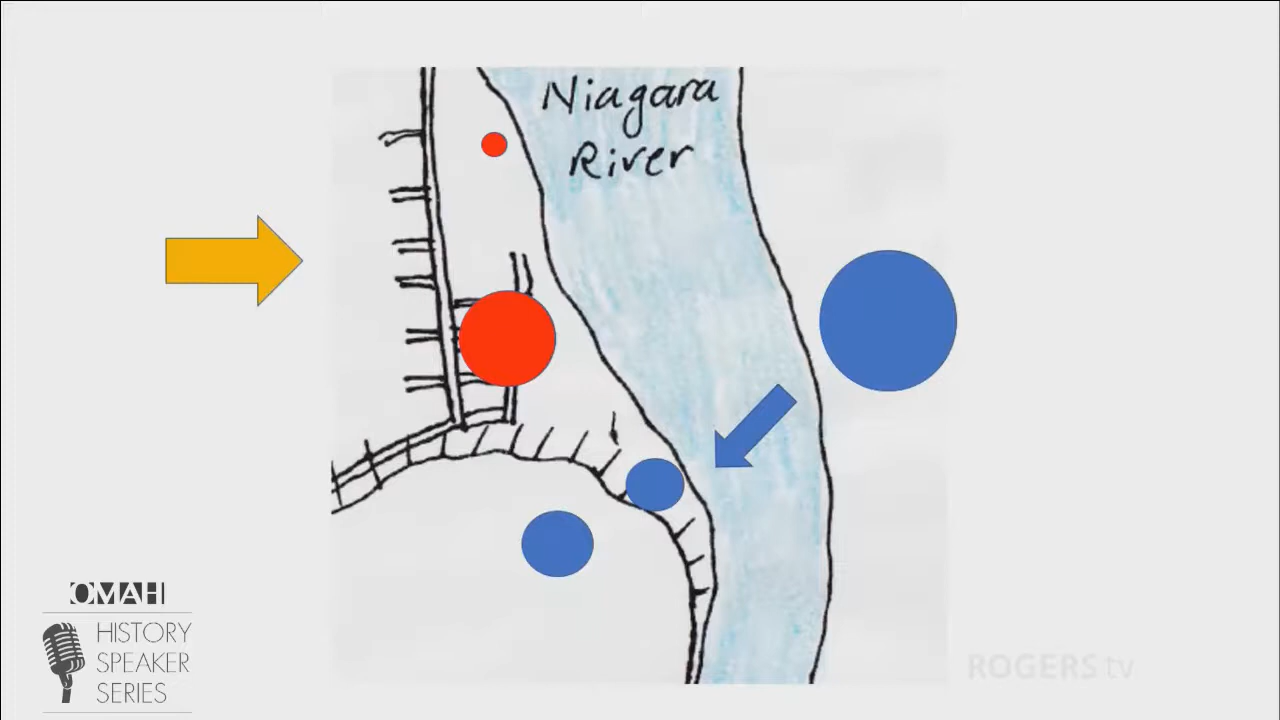 Niagara
River
OMAH
HISTORY
SPEAKER
SERIES
ROGERS tv